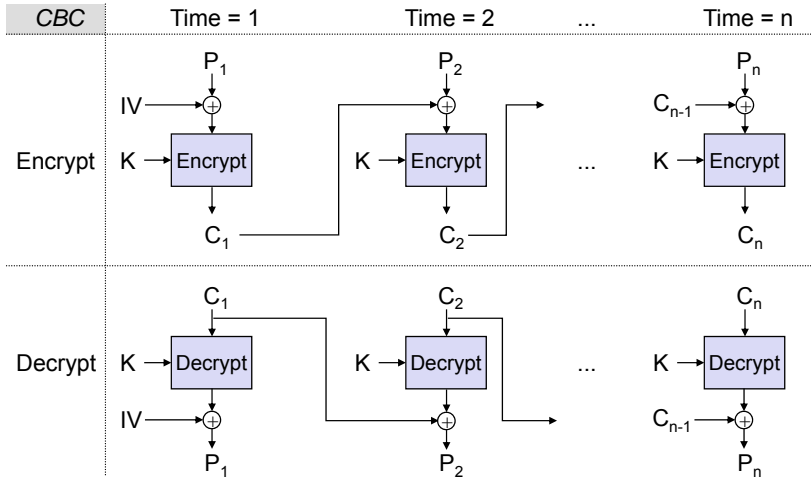 CBC Time = 1 Time = 2 ... Time = n
P1 P2 Pn
IV Cn-1
Encrypt K Encrypt K Encrypt ... K Encrypt
C1 C2 Cn
C1 C2 Cn
Decrypt K Decrypt K Decrypt ... K Decrypt
IV Cn-1
P1 P2 Pn